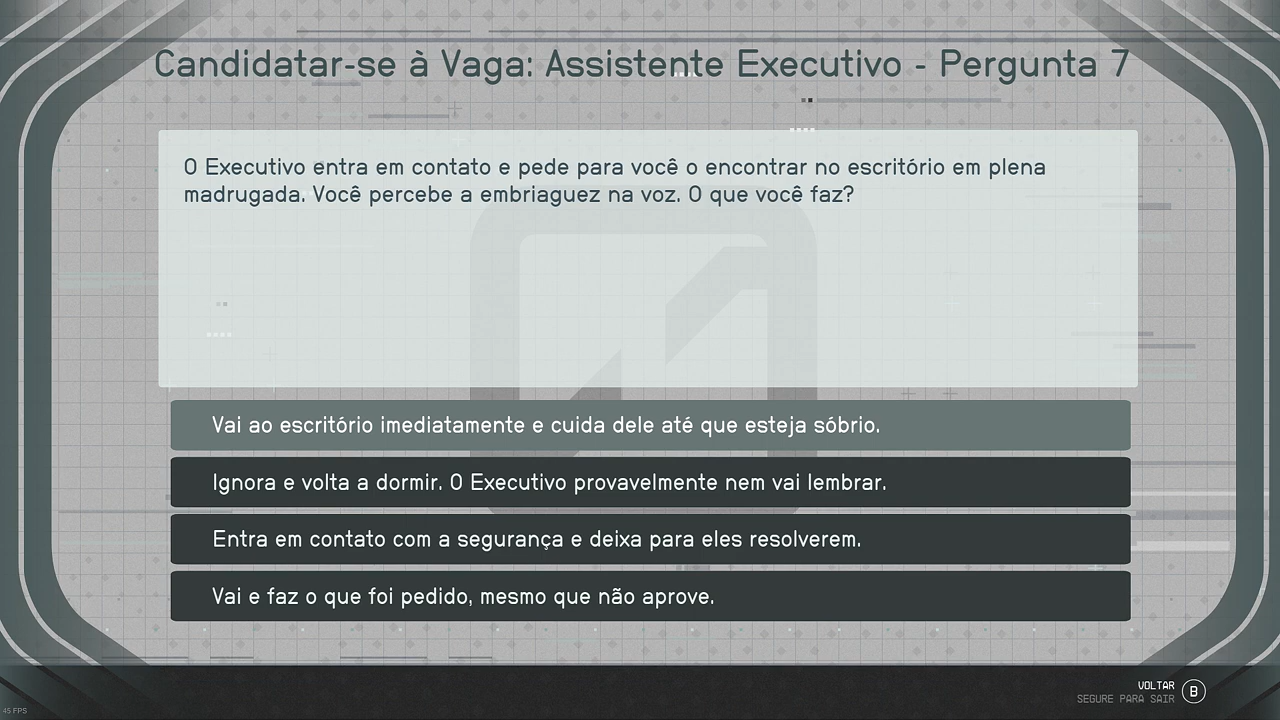 Candidatar-se à Vaga: Assistente Executivo - Pergunta 7
O Executivo entra em contato e pede para você o encontrar no escritório em plena
madrugada. Você percebe a embriaguez na voz. O que você faz?
Vai ao escritório imediatamente e cuida dele até que esteja sóbrio.
Ignora e volta a dormir. O Executivo provavelmente nem vai lembrar.
Entra em contato com a segurança e deixa para eles resolverem.
Vai e faz o que foi pedido, mesmo que não aprove.
VOLTAR
B
SEGURE PARA SAIR
45 FPS